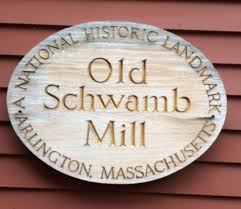 A NATIONAL HISTORIC LANDMARK
Old
Schwamb
Mill
ARLINGTON, MASSACHUSETTS